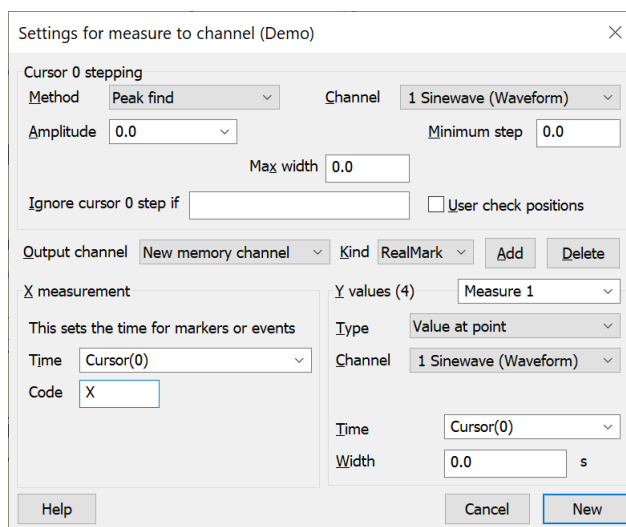 Settings for measure to channel (Demo)
Cursor 0 stepping
Method Peak find Channel 1 Sinewave (Waveform)
Amplitude 0.0 Minimum step 0.0
Max width 0.0
Ignore cursor 0 step if User check positions
Output channel New memory channel Kind RealMark Add Delete
X measurement
This sets the time for markers or events
Time Cursor(0)
Code X
Y values (4) Measure 1
Type Value at point
Channel 1 Sinewave (Waveform)
Time Cursor(0)
Width 0.0 s
Help Cancel New